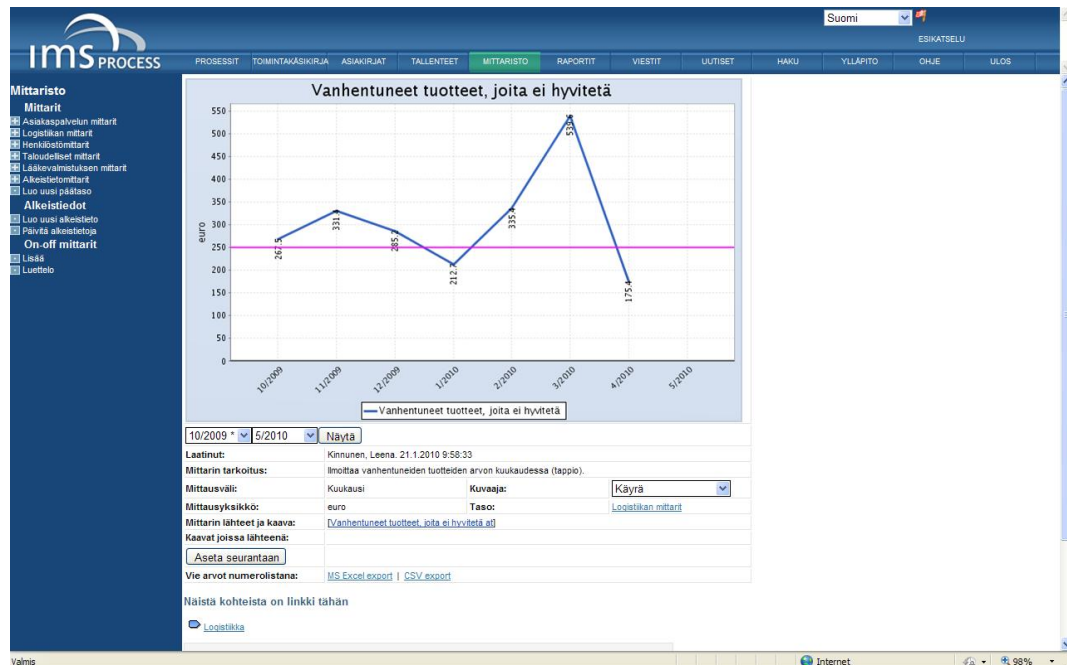 Suomi
ESIKATSELU
IMS PROCESS
PROSESSIT TOIMINTAKÄSIKIRJA ASIAKIRJAT TALLENTEET MITTARISTO RAPORTIT VIESTIT UUTISET HAKU YLLÄPITO OHJE ULOS
Mittaristo
Mittarit
Asiakaspalvelun mittarit
Logistiikan mittarit
Henkilöstömittarit
Taloudelliset mittarit
Lääkevalmistuksen mittarit
Alkeistietomittarit
Luo uusi päätaso
Alkeistiedot
Luo uusi alkeistieto
Päivitä alkeistietoja
On-off mittarit
Lisää
Luettelo
Vanhentuneet tuotteet, joita ei hyvitetä
550
500
450
400
350
300
250
200
150
100
50
0
euro
267.5
331.4
285.2
212.7
335.4
539.6
175.4
10/2009 11/2009 12/2009 1/2010 2/2010 3/2010 4/2010 5/2010
Vanhentuneet tuotteet, joita ei hyvitetä
10/2009 * 5/2010 Näytä
Laatinut: Kinnunen, Leena. 21.1.2010 9:58:33
Mittarin tarkoitus: Ilmoittaa vanhentuneiden tuotteiden arvon kuukaudessa (tappio).
Mittausväli: Kuukausi Kuvaaja: Käyrä
Mittausyksikkö: euro Taso: Logistiikan mittarit
Mittarin lähteet ja kaava: [Vanhentuneet tuotteet, joita ei hyvitetä at]
Kaavat joissa lähteenä:
Aseta seurantaan
Vie arvot numerolistana: MS Excel export | CSV export
Näistä kohteista on linkki tähän
Logistiikka
Valmis Internet 98%